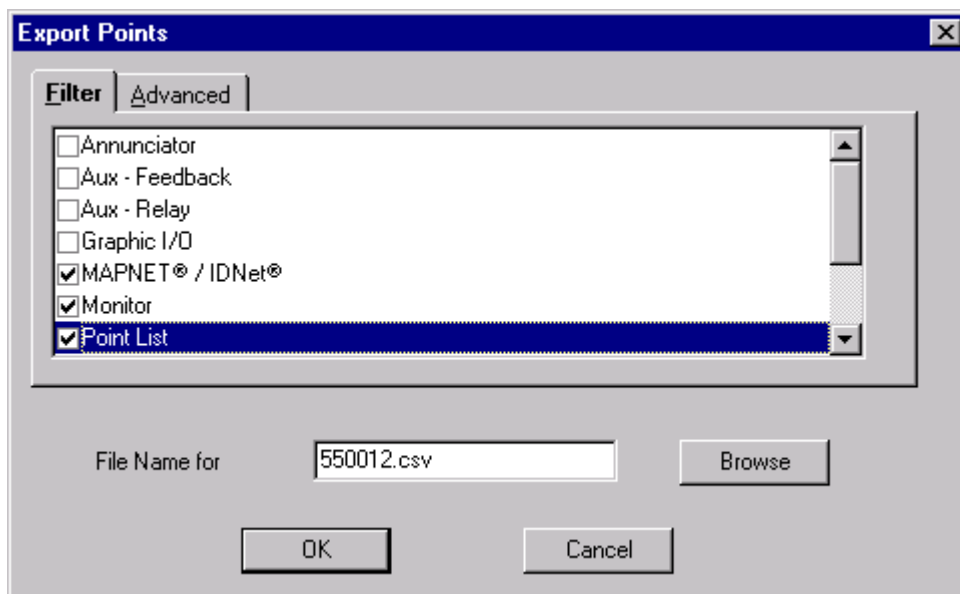 Export Points
Filter Advanced
Annunciator
Aux - Feedback
Aux - Relay
Graphic I/O
MAPNET® / IDNet®
Monitor
Point List
File Name for 550012.csv Browse
OK Cancel